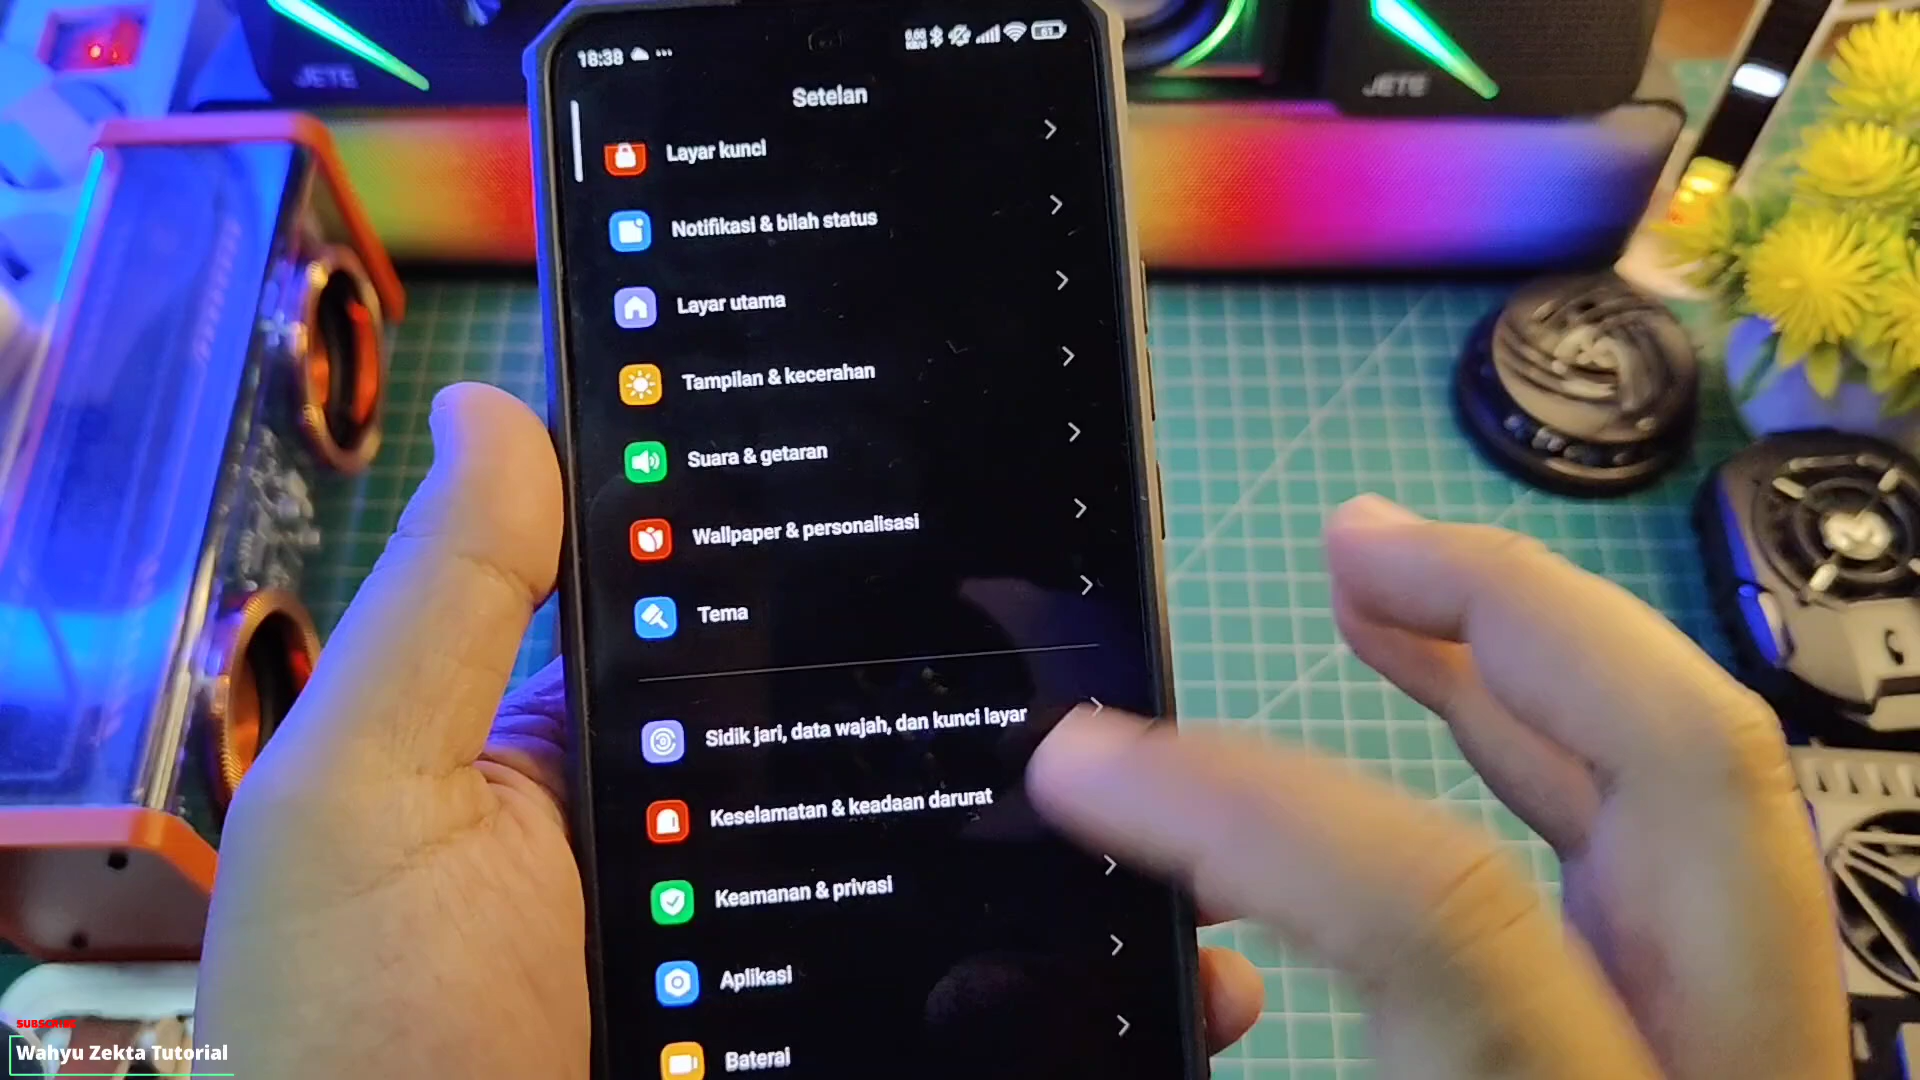 JETE
JETE
18:38
61
Setelan
Layar kunci
Notifikasi & bilah status
Layar utama
Tampilan & kecerahan
Suara & getaran
Wallpaper & personalisasi
Tema
Sidik jari, data wajah, dan kunci layar
Keselamatan & keadaan darurat
Keamanan & privasi
Aplikasi
Baterai
SUBSCRIBE
Wahyu Zekta Tutorial